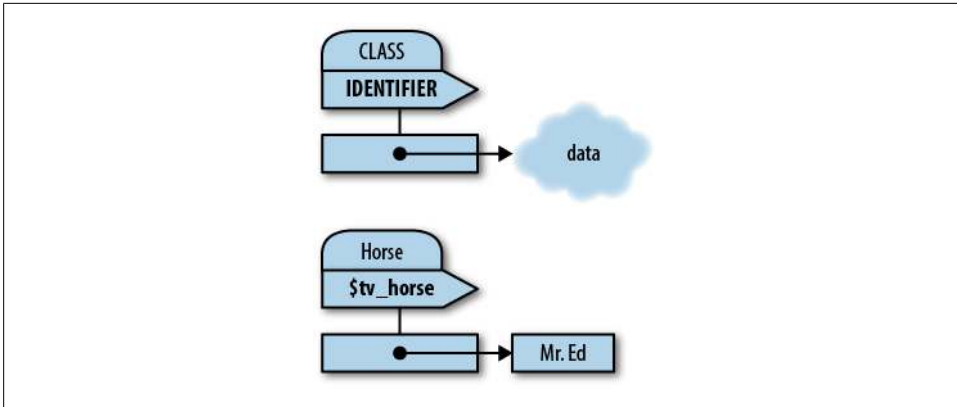 CLASS
IDENTIFIER
data
Horse
$tv_horse
Mr. Ed